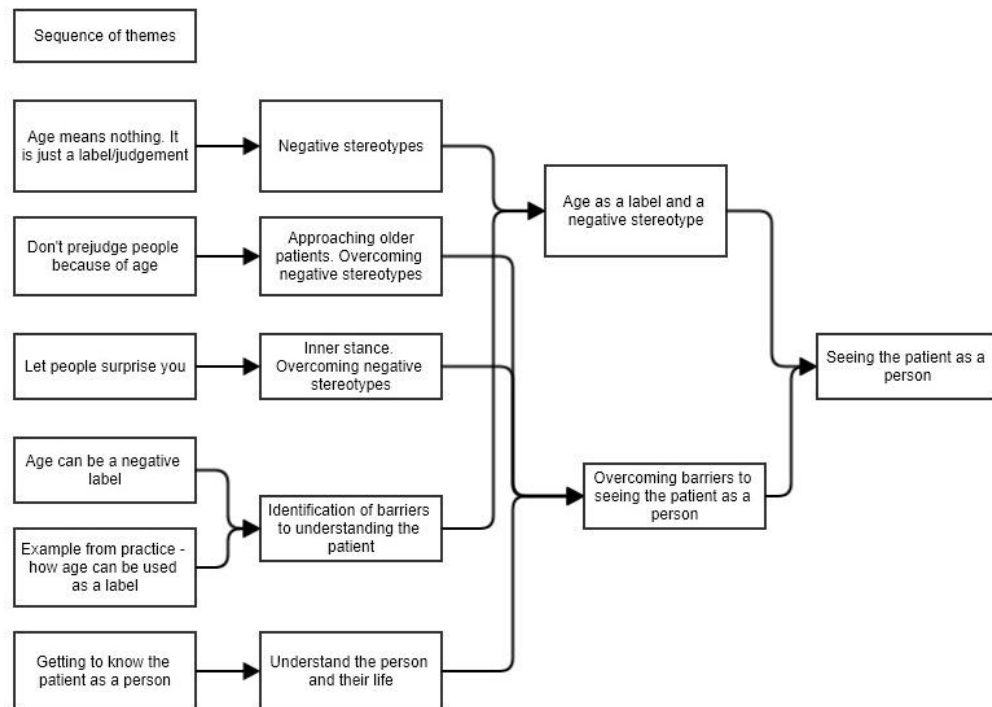 Sequence of themes
Age means nothing. It
is just a label/judgement
Negative stereotypes
Age as a label and a
negative stereotype
Don't prejudge people
because of age
Approaching older
patients. Overcoming
negative stereotypes
Let people surprise you
Inner stance.
Overcoming negative
stereotypes
Seeing the patient as a
person
Age can be a negative
label
Identification of barriers
to understanding the
patient
Overcoming barriers to
seeing the patient as a
person
Example from practice -
how age can be used
as a label
Getting to know the
patient as a person
Understand the person
and their life